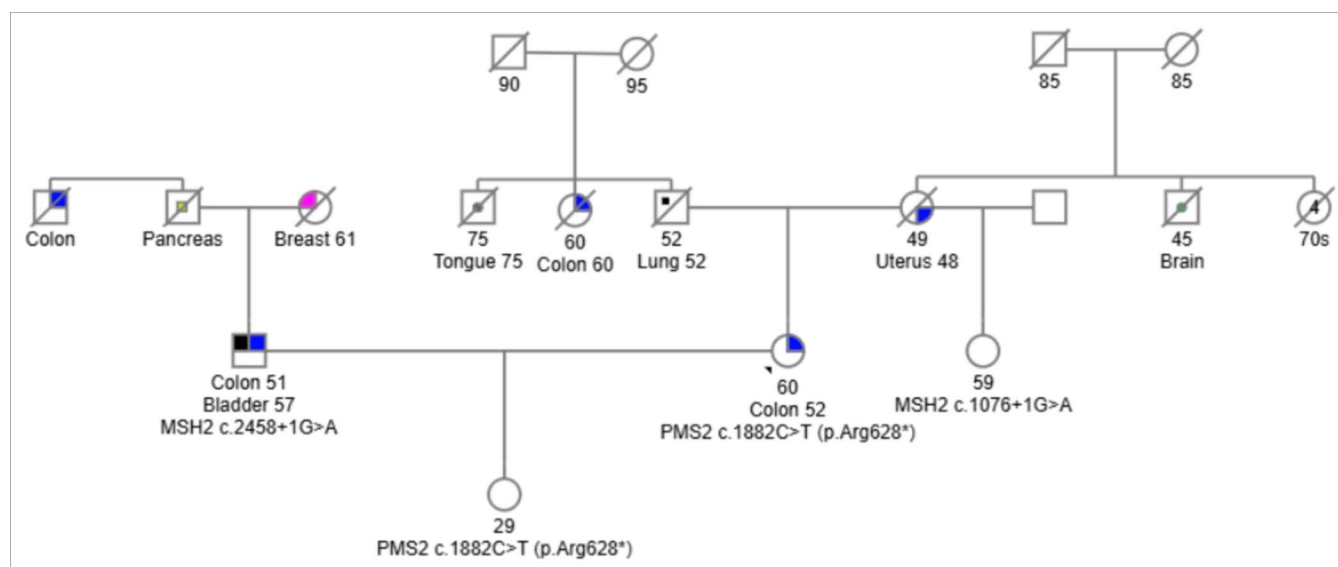 90
95
85
85
Colon
Pancreas
Breast 61
75
Tongue 75
60
Colon 60
52
Lung 52
49
Uterus 48
45
Brain
4
70s
Colon 51
Bladder 57
MSH2 c.2458+1G>A
60
Colon 52
PMS2 c.1882C>T (p.Arg628*)
59
MSH2 c.1076+1G>A
29
PMS2 c.1882C>T (p.Arg628*)